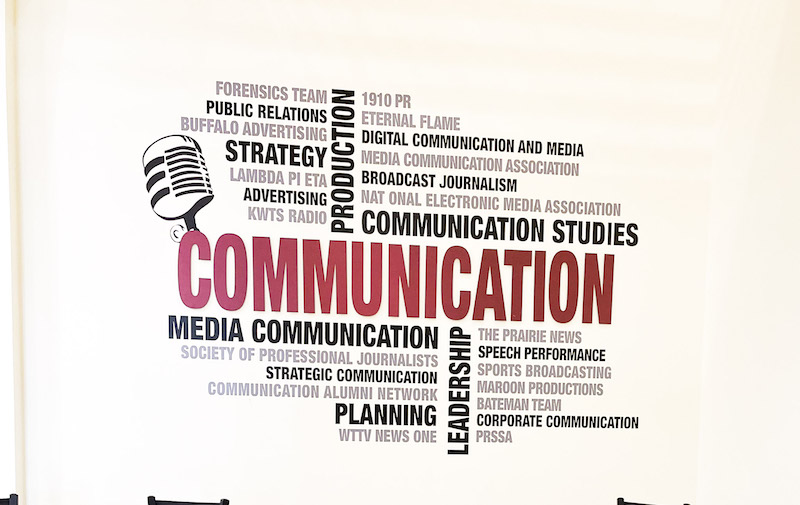 FORENSICS TEAM
PUBLIC RELATIONS
BUFFALO ADVERTISING
STRATEGY
LAMBDA PI ETA
ADVERTISING
KWTS RADIO
PRODUCTION
1910 PR
ETERNAL FLAME
DIGITAL COMMUNICATION AND MEDIA
MEDIA COMMUNICATION ASSOCIATION
BROADCAST JOURNALISM
NAT ONAL ELECTRONIC MEDIA ASSOCIATION
COMMUNICATION STUDIES
COMMUNICATION
MEDIA COMMUNICATION
SOCIETY OF PROFESSIONAL JOURNALISTS
STRATEGIC COMMUNICATION
COMMUNICATION ALUMNI NETWORK
PLANNING
WTTV NEWS ONE
LEADERSHIP
THE PRAIRIE NEWS
SPEECH PERFORMANCE
SPORTS BROADCASTING
MAROON PRODUCTIONS
BATEMAN TEAM
CORPORATE COMMUNICATION
PRSSA